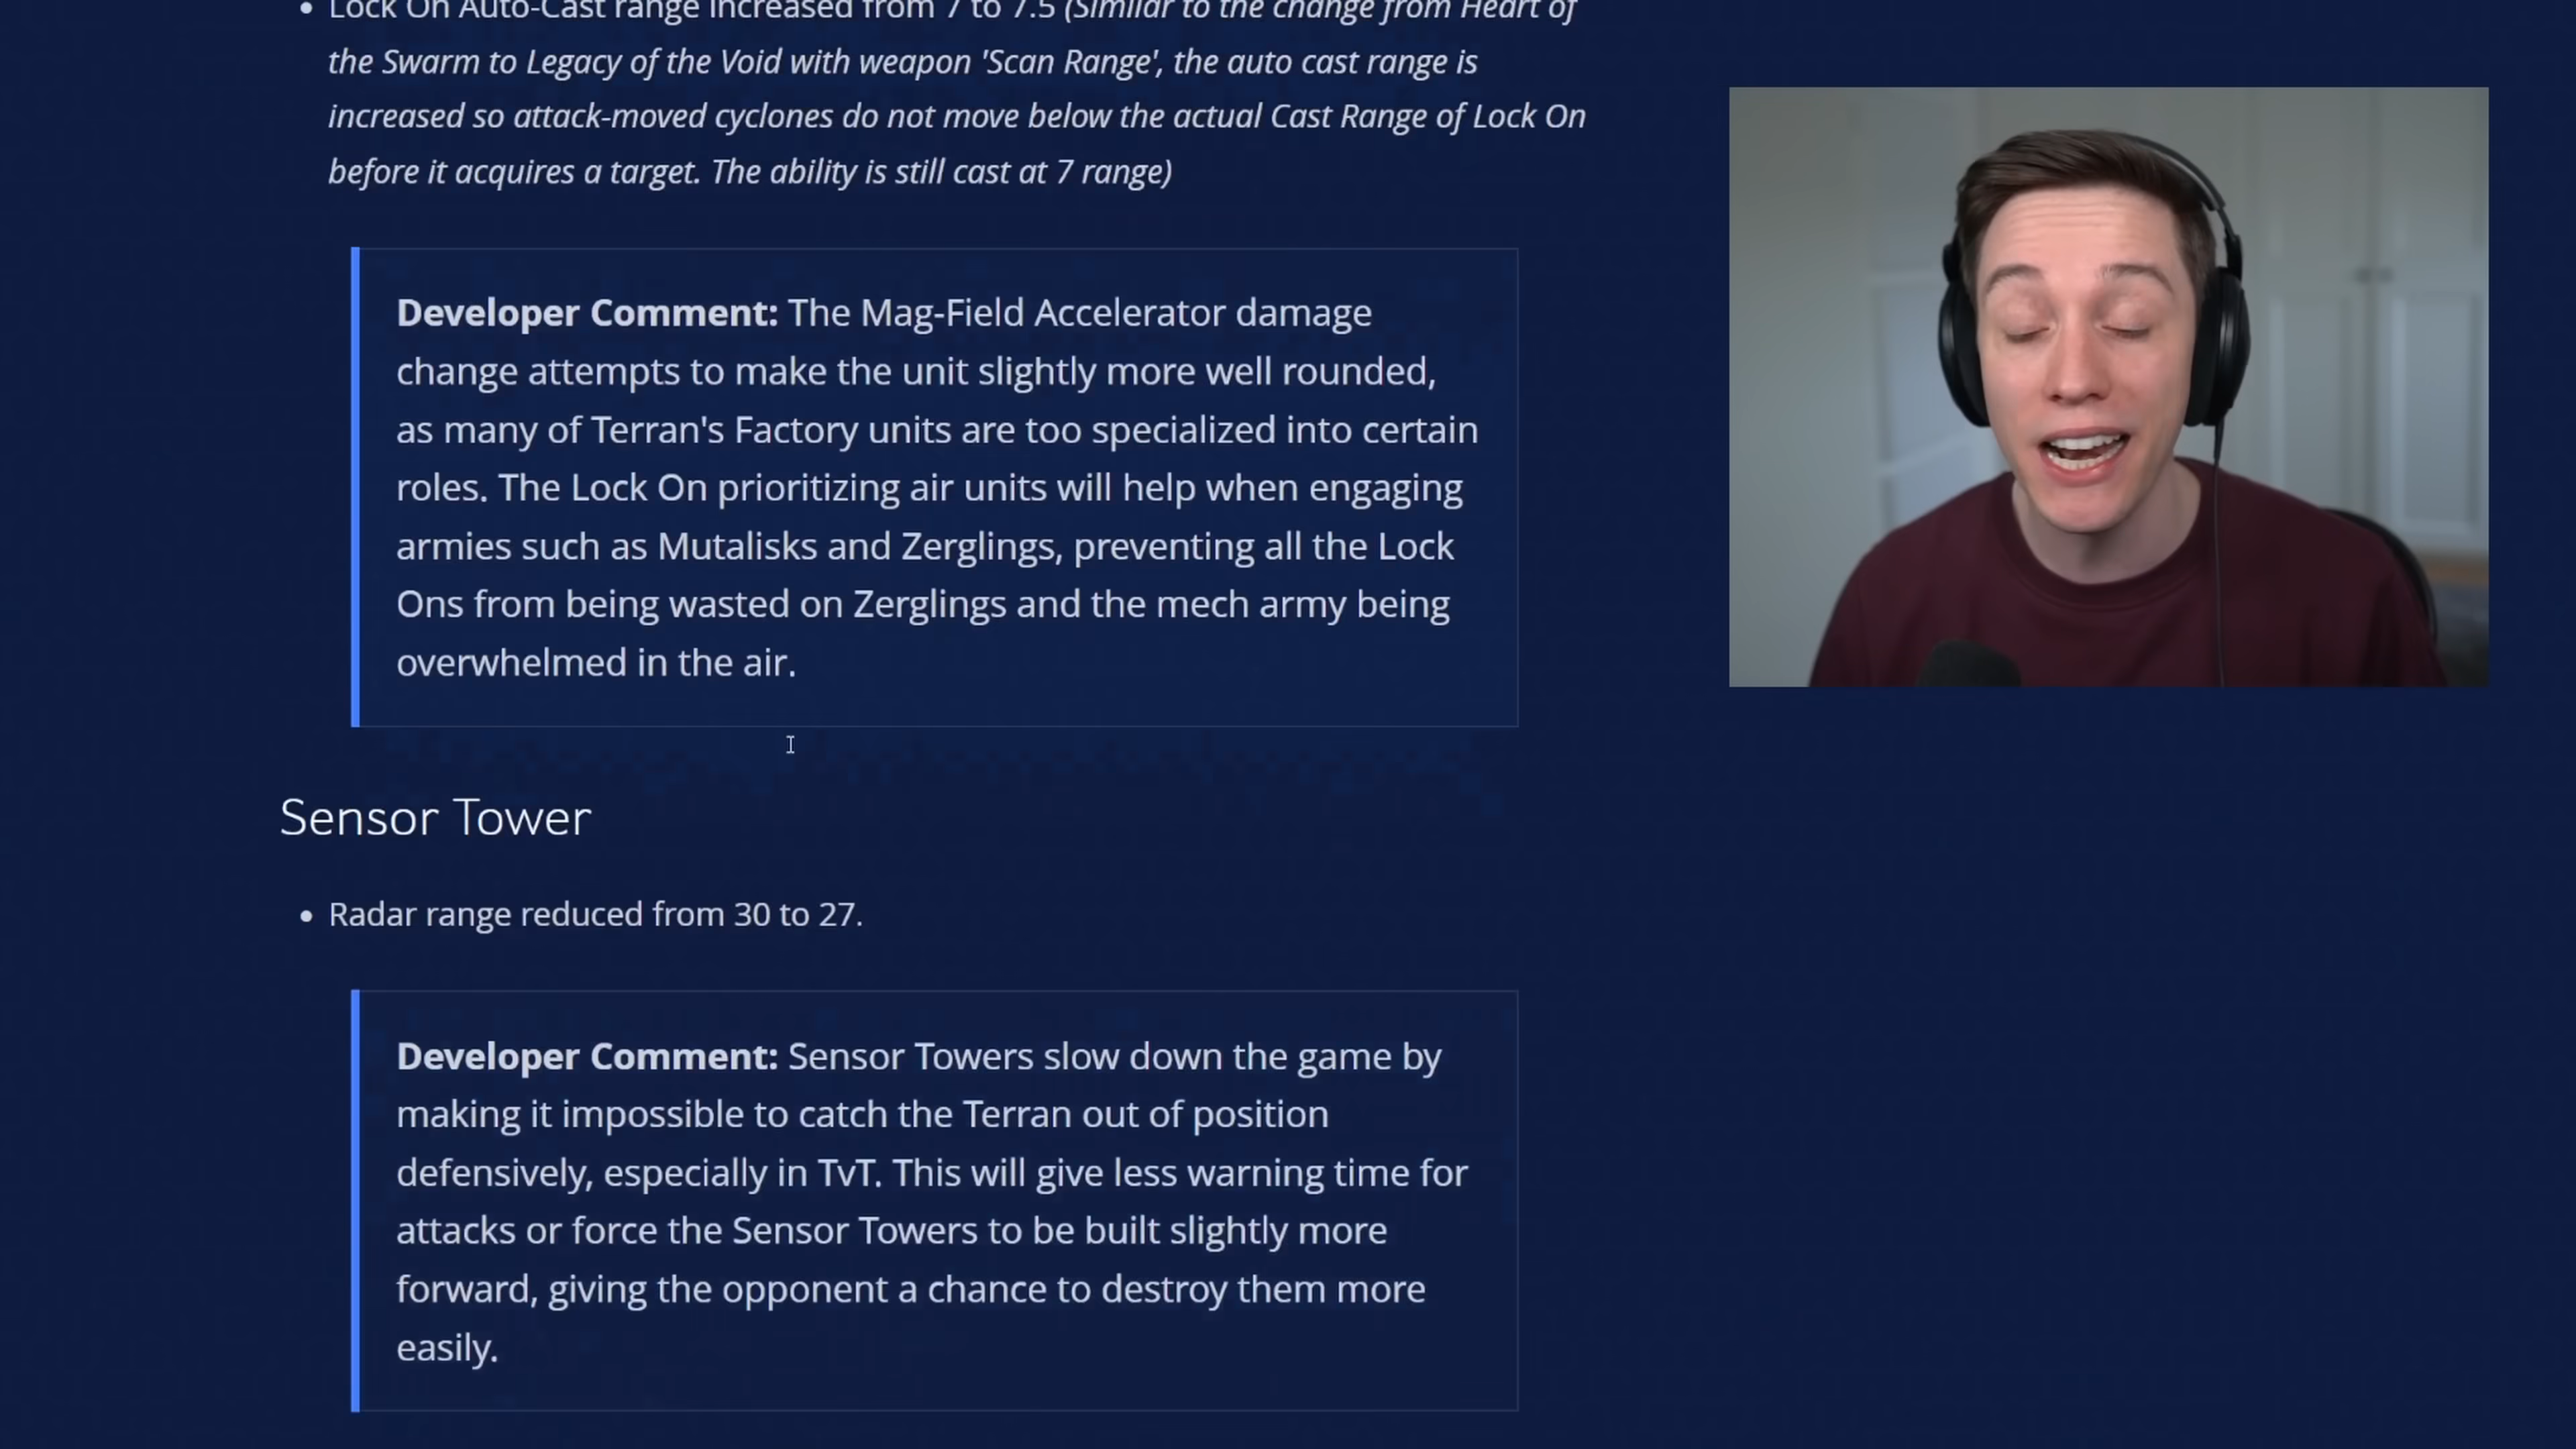 Lock On Auto-Cast range increased from 7 to 7.5 (Similar to the change from Heart of
the Swarm to Legacy of the Void with weapon 'Scan Range', the auto cast range is
increased so attack-moved cyclones do not move below the actual Cast Range of Lock On
before it acquires a target. The ability is still cast at 7 range)
Developer Comment: The Mag-Field Accelerator damage
change attempts to make the unit slightly more well rounded,
as many of Terran's Factory units are too specialized into certain
roles. The Lock On prioritizing air units will help when engaging
armies such as Mutalisks and Zerglings, preventing all the Lock
Ons from being wasted on Zerglings and the mech army being
overwhelmed in the air.
Sensor Tower
Radar range reduced from 30 to 27.
Developer Comment: Sensor Towers slow down the game by
making it impossible to catch the Terran out of position
defensively, especially in TvT. This will give less warning time for
attacks or force the Sensor Towers to be built slightly more
forward, giving the opponent a chance to destroy them more
easily.